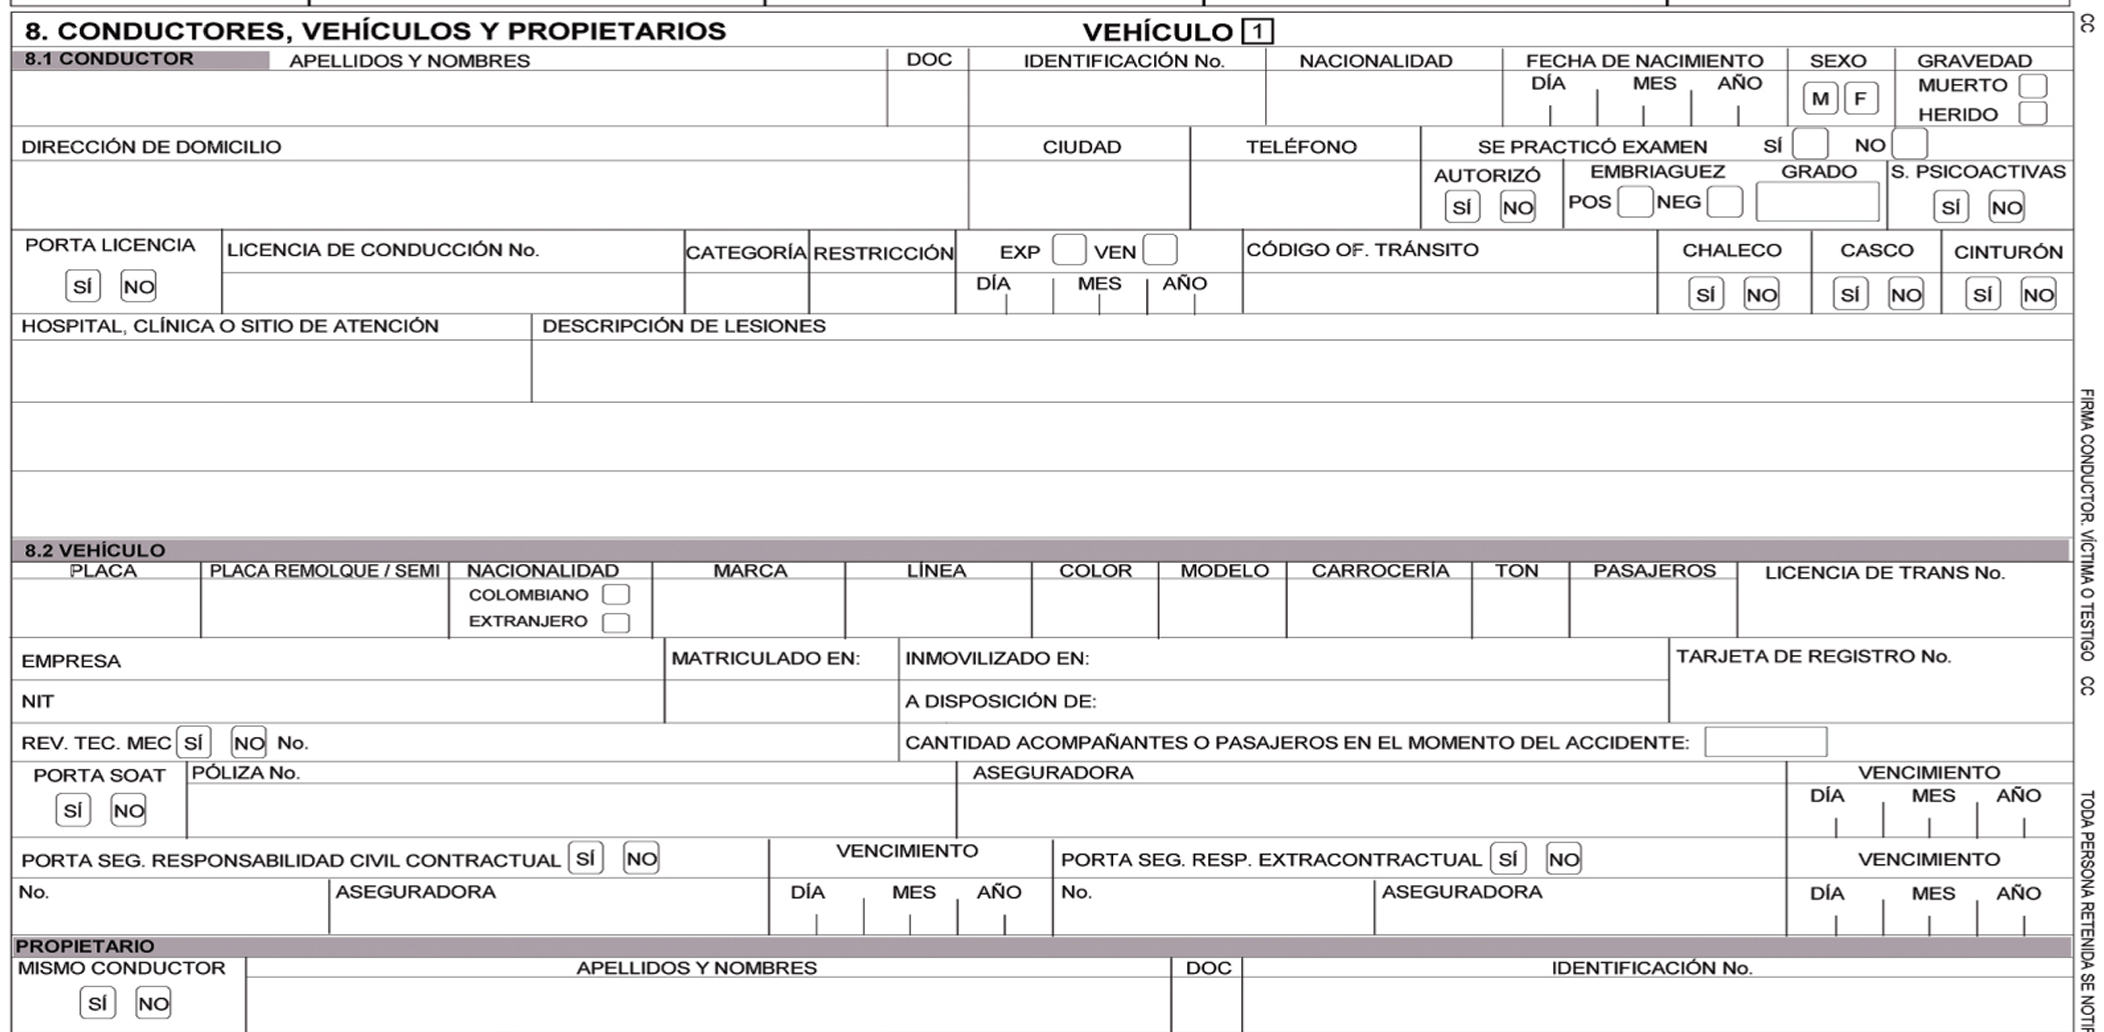 8. CONDUCTORES, VEHÍCULOS Y PROPIETARIOS VEHÍCULO 1
8.1 CONDUCTOR APELLIDOS Y NOMBRES DOC IDENTIFICACIÓN No. NACIONALIDAD FECHA DE NACIMIENTO SEXO GRAVEDAD
DÍA MES AÑO M F MUERTO
HERIDO
DIRECCIÓN DE DOMICILIO CIUDAD TELÉFONO SE PRACTICÓ EXAMEN SÍ NO
AUTORIZÓ EMBRIAGUEZ GRADO S. PSICOACTIVAS
SÍ NO POS NEG SÍ NO
PORTA LICENCIA LICENCIA DE CONDUCCIÓN No. CATEGORÍA RESTRICCIÓN EXP VEN CÓDIGO OF. TRÁNSITO CHALECO CASCO CINTURÓN
SÍ NO DÍA MES AÑO SÍ NO SÍ NO SÍ NO
HOSPITAL, CLÍNICA O SITIO DE ATENCIÓN DESCRIPCIÓN DE LESIONES
8.2 VEHÍCULO
PLACA PLACA REMOLQUE / SEMI NACIONALIDAD MARCA LÍNEA COLOR MODELO CARROCERÍA TON PASAJEROS LICENCIA DE TRANS No.
COLOMBIANO
EXTRANJERO
EMPRESA MATRICULADO EN: INMOVILIZADO EN: TARJETA DE REGISTRO No.
NIT A DISPOSICIÓN DE:
REV. TEC. MEC SÍ NO No. CANTIDAD ACOMPAÑANTES O PASAJEROS EN EL MOMENTO DEL ACCIDENTE:
PORTA SOAT PÓLIZA No. ASEGURADORA VENCIMIENTO
SÍ NO DÍA MES AÑO
PORTA SEG. RESPONSABILIDAD CIVIL CONTRACTUAL SÍ NO VENCIMIENTO PORTA SEG. RESP. EXTRACONTRACTUAL SÍ NO VENCIMIENTO
No. ASEGURADORA DÍA MES AÑO No. ASEGURADORA DÍA MES AÑO
PROPIETARIO
MISMO CONDUCTOR APELLIDOS Y NOMBRES DOC IDENTIFICACIÓN No.
SÍ NO
CC
FIRMA CONDUCTOR. VÍCTIMA O TESTIGO CC
TODA PERSONA RETENIDA SE NOTIF